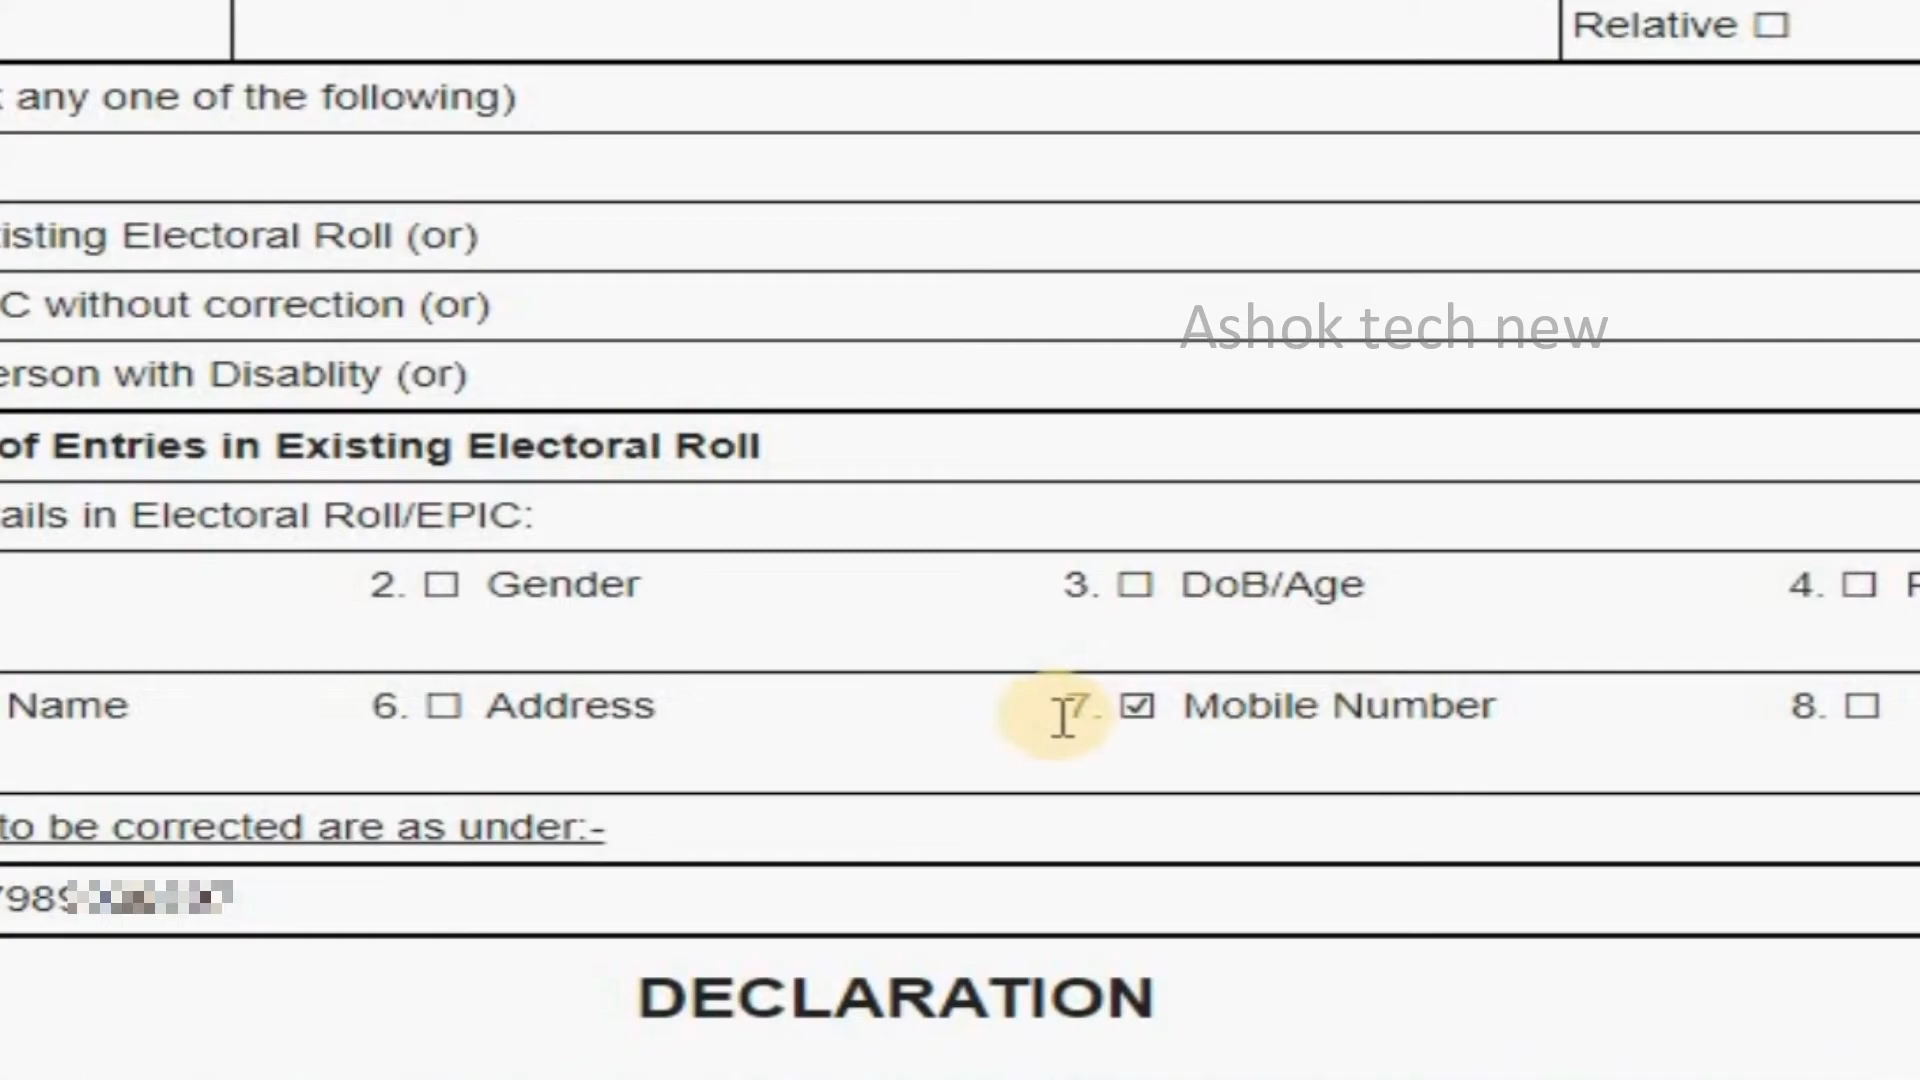 Relative ☐
any one of the following)
isting Electoral Roll (or)
C without correction (or)
Ashok tech new
erson with Disablity (or)
of Entries in Existing Electoral Roll
ails in Electoral Roll/EPIC:
2. ☐ Gender 3. ☐ DoB/Age 4. ☐
Name 6. ☐ Address 7. ☑ Mobile Number 8. ☐
to be corrected are as under:-
798
DECLARATION